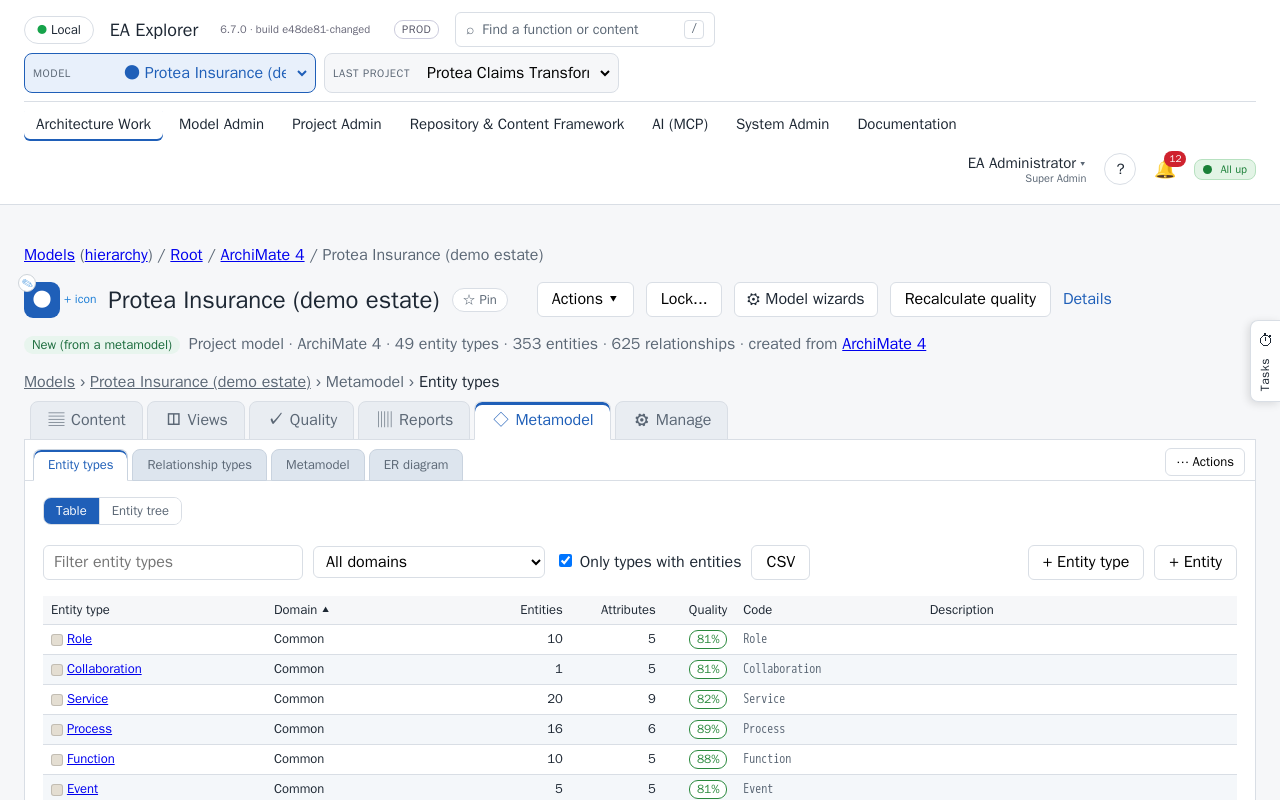 Local EA Explorer 6.7.0 · build e48de81-changed PROD Find a function or content /
MODEL Protea Insurance (de LAST PROJECT Protea Claims Transfor
Architecture Work Model Admin Project Admin Repository & Content Framework AI (MCP) System Admin Documentation
EA Administrator ▾ ? 12 All up
Super Admin
Models (hierarchy) / Root / ArchiMate 4 / Protea Insurance (demo estate)
+ icon Protea Insurance (demo estate) ☆ Pin Actions ▼ Lock... ⚙ Model wizards Recalculate quality Details
New (from a metamodel) Project model · ArchiMate 4 · 49 entity types · 353 entities · 625 relationships · created from ArchiMate 4
Tasks
Models › Protea Insurance (demo estate) › Metamodel › Entity types
Content Views ✓ Quality Reports ◇ Metamodel ⚙ Manage
Entity types Relationship types Metamodel ER diagram ⋯ Actions
Table Entity tree
Filter entity types All domains Only types with entities CSV + Entity type + Entity
Entity type Domain ▲ Entities Attributes Quality Code Description
Role Common 10 5 81% Role
Collaboration Common 1 5 81% Collaboration
Service Common 20 9 82% Service
Process Common 16 6 89% Process
Function Common 10 5 88% Function
Event Common 5 5 81% Event